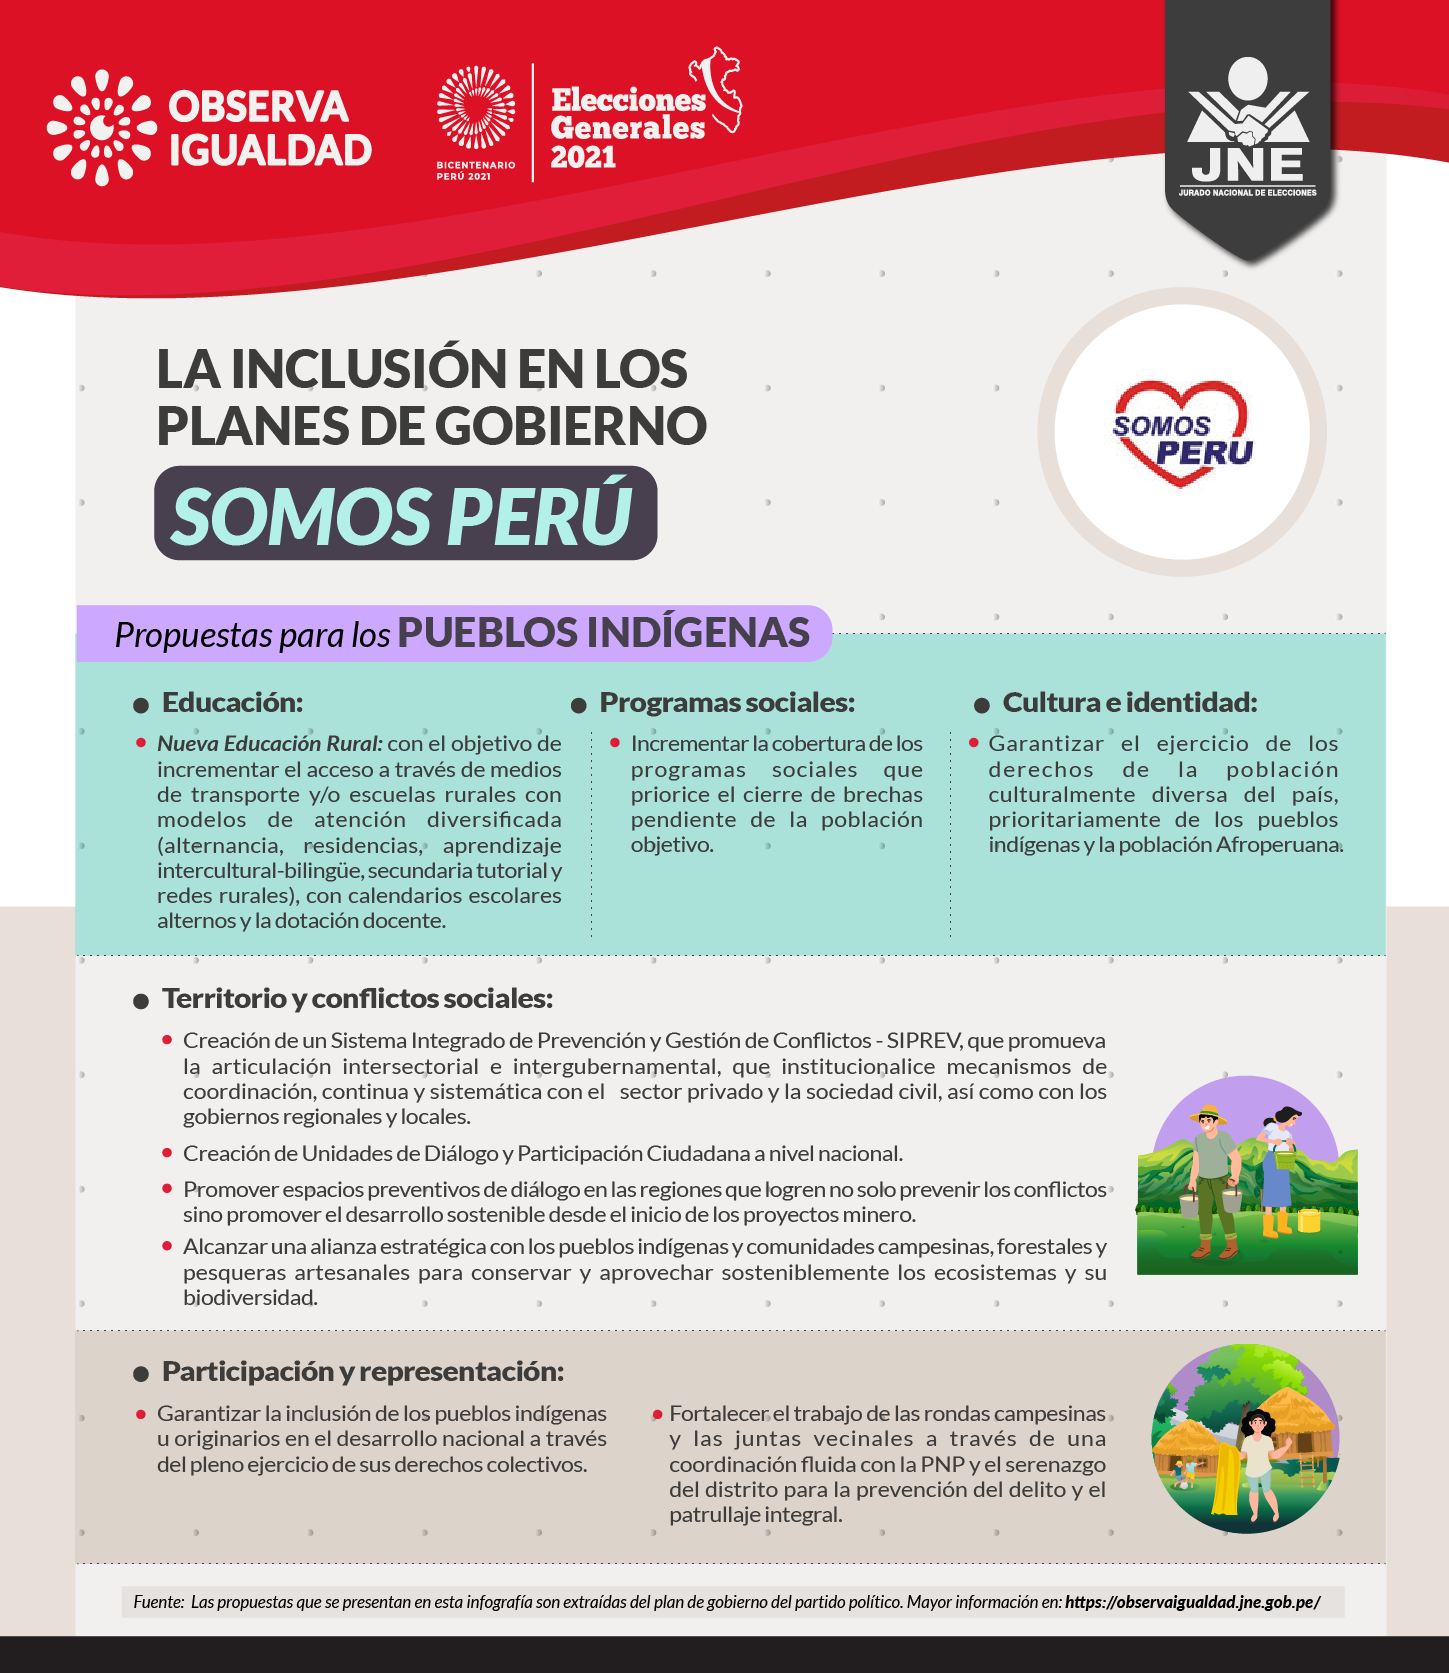 OBSERVA
IGUALDAD
BICENTENARIO
PERÚ 2021
Elecciones
Generales
2021
JNE
JURADO NACIONAL DE ELECCIONES
LA INCLUSIÓN EN LOS
PLANES DE GOBIERNO
SOMOS PERÚ
SOMOS
PERU
Propuestas para los PUEBLOS INDÍGENAS
Educación:
Nueva Educación Rural: con el objetivo de
incrementar el acceso a través de medios
de transporte y/o escuelas rurales con
modelos de atención diversificada
(alternancia, residencias, aprendizaje
intercultural-bilingüe, secundaria tutorial y
redes rurales), con calendarios escolares
alternos y la dotación docente.
Programas sociales:
Incrementar la cobertura de los
programas sociales que
priorice el cierre de brechas
pendiente de la población
objetivo.
Cultura e identidad:
Garantizar el ejercicio de los
derechos de la población
culturalmente diversa del país,
prioritariamente de los pueblos
indígenas y la población Afroperuana.
Territorio y conflictos sociales:
Creación de un Sistema Integrado de Prevención y Gestión de Conflictos - SIPREV, que promueva
la articulación intersectorial e intergubernamental, que institucionalice mecanismos de
coordinación, continua y sistemática con el sector privado y la sociedad civil, así como con los
gobiernos regionales y locales.
Creación de Unidades de Diálogo y Participación Ciudadana a nivel nacional.
Promover espacios preventivos de diálogo en las regiones que logren no solo prevenir los conflictos
sino promover el desarrollo sostenible desde el inicio de los proyectos minero.
Alcanzar una alianza estratégica con los pueblos indígenas y comunidades campesinas, forestales y
pesqueras artesanales para conservar y aprovechar sosteniblemente los ecosistemas y su
biodiversidad.
Participación y representación:
Garantizar la inclusión de los pueblos indígenas
u originarios en el desarrollo nacional a través
del pleno ejercicio de sus derechos colectivos.
Fortalecer el trabajo de las rondas campesinas
y las juntas vecinales a través de una
coordinación fluida con la PNP y el serenazgo
del distrito para la prevención del delito y el
patrullaje integral.
Fuente: Las propuestas que se presentan en esta infografía son extraídas del plan de gobierno del partido político. Mayor información en: https://observaigualdad.jne.gob.pe/